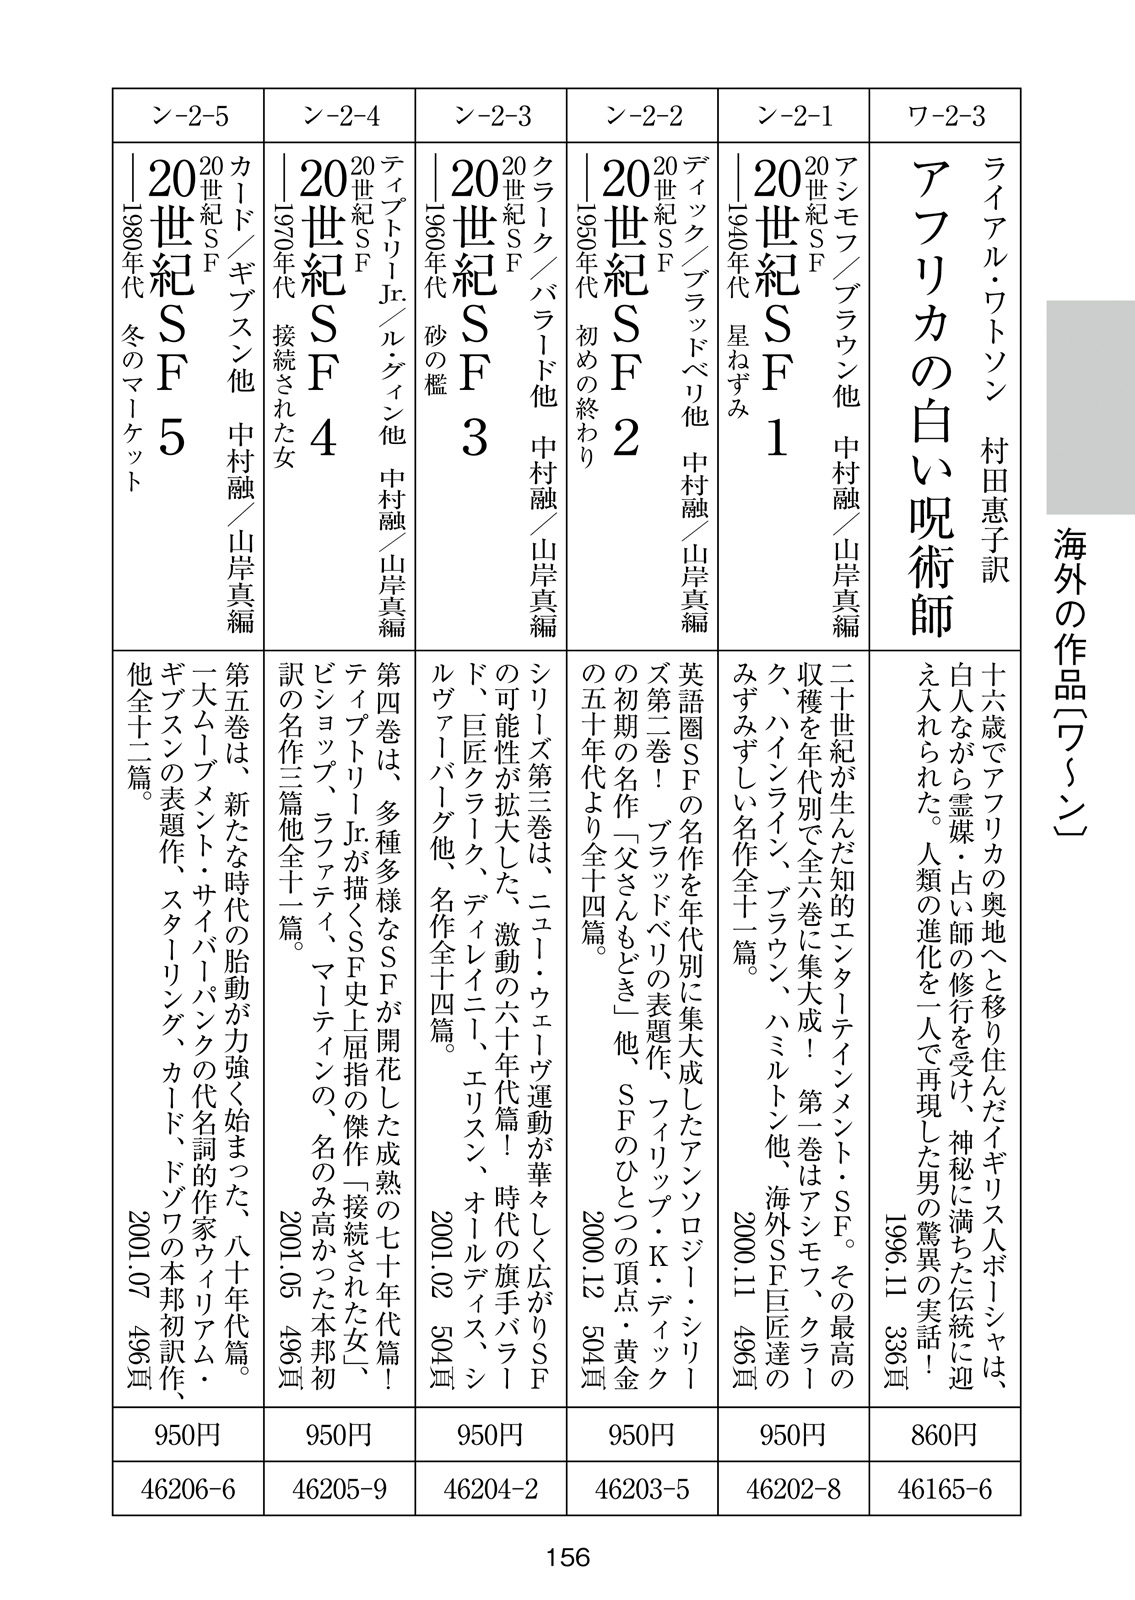 海外の作品〔ワ〜ン〕
ワ-2-3
ライアル・ワトソン　村田惠子訳
アフリカの白い呪術師
十六歳でアフリカの奥地へと移り住んだイギリス人ボーシャは、
白人ながら霊媒・占い師の修行を受け、神秘に満ちた伝統に迎
え入れられた。人類の進化を一人で再現した男の驚異の実話！
1996.11　336頁
860円
46165-6
ン-2-1
アシモフ／ブラウン他　中村融／山岸真編
20世紀SF
20世紀SF 1
――1940年代　星ねずみ
二十世紀が生んだ知的エンターテインメント・SF。その最高の
収穫を年代別で全六巻に集大成！　第一巻はアシモフ、クラー
ク、ハインライン、ブラウン、ハミルトン他、海外SF巨匠達の
みずみずしい名作全十一篇。
2000.11　496頁
950円
46202-8
ン-2-2
ディック／ブラッドベリ他　中村融／山岸真編
20世紀SF
20世紀SF 2
――1950年代　初めの終わり
英語圏SFの名作を年代別に集大成したアンソロジー・シリー
ズ第二巻！　ブラッドベリの表題作、フィリップ・K・ディック
の初期の名作「父さんもどき」他、SFのひとつの頂点・黄金
の五十年代より全十四篇。
2000.12　504頁
950円
46203-5
ン-2-3
クラーク／バラード他　中村融／山岸真編
20世紀SF
20世紀SF 3
――1960年代　砂の檻
シリーズ第三巻は、ニュー・ウェーヴ運動が華々しく広がりSF
の可能性が拡大した、激動の六十年代篇！　時代の旗手バラー
ド、巨匠クラーク、ディレイニー、エリスン、オールディス、シ
ルヴァーバーグ他、名作全十四篇。
2001.02　504頁
950円
46204-2
ン-2-4
ティプトリーJr.／ル・グィン他　中村融／山岸真編
20世紀SF
20世紀SF 4
――1970年代　接続された女
第四巻は、多種多様なSFが開花した成熟の七十年代篇！
ティプトリーJr.が描くSF史上屈指の傑作「接続された女」、
ビショップ、ラファティ、マーティンの、名のみ高かった本邦初
訳の名作三篇他全十一篇。
2001.05　496頁
950円
46205-9
ン-2-5
カード／ギブスン他　中村融／山岸真編
20世紀SF
20世紀SF 5
――1980年代　冬のマーケット
第五巻は、新たな時代の胎動が力強く始まった、八十年代篇。
一大ムーブメント・サイバーパンクの代名詞的作家ウィリアム・
ギブスンの表題作、スターリング、カード、ドゾワの本邦初訳作、
他全十二篇。
2001.07　496頁
950円
46206-6
156